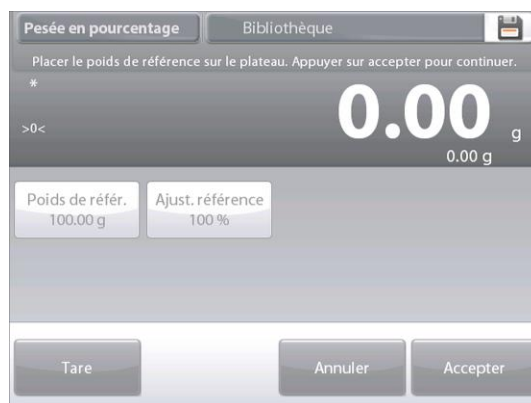 Pesée en pourcentage Bibliothèque
Placer le poids de référence sur le plateau. Appuyer sur accepter pour continuer.
*
0.00 g
>0<
0.00 g
Poids de référ. Ajust. référence
100.00 g 100 %
Tare Annuler Accepter